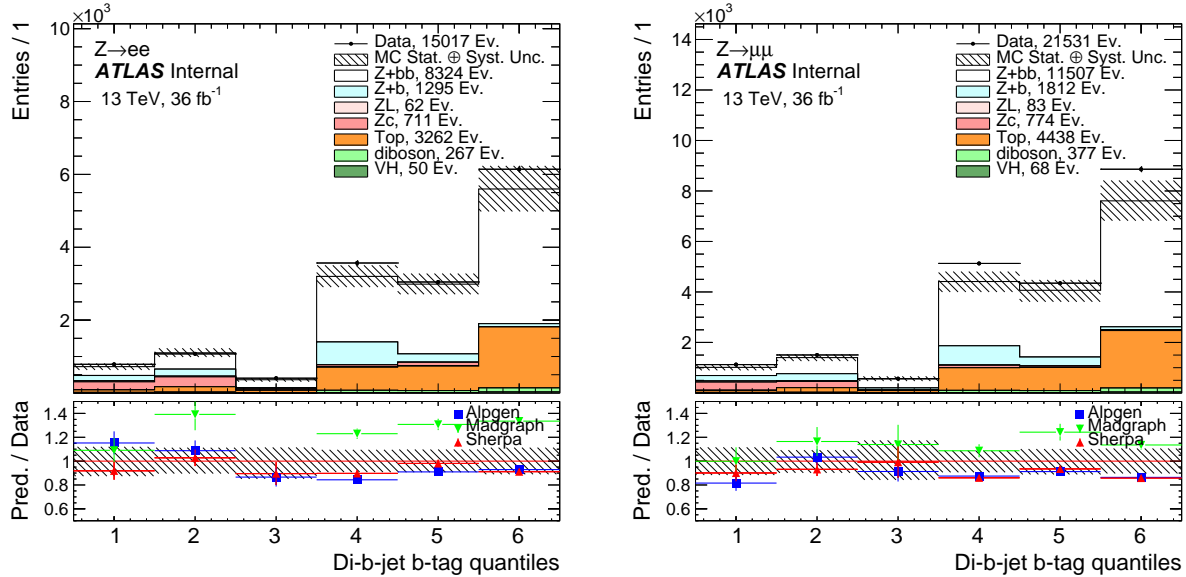 ×10³
Entries / 1
10
8
6
4
2
Z→ee
ATLAS Internal
13 TeV, 36 fb⁻¹
Data, 15017 Ev.
MC Stat. ⊕ Syst. Unc.
Z+bb, 8324 Ev.
Z+b, 1295 Ev.
ZL, 62 Ev.
Zc, 711 Ev.
Top, 3262 Ev.
diboson, 267 Ev.
VH, 50 Ev.
Pred. / Data
1.4
1.2
1
0.8
0.6
Alpgen
Madgraph
Sherpa
1 2 3 4 5 6
Di-b-jet b-tag quantiles
×10³
Entries / 1
14
12
10
8
6
4
2
Z→μμ
ATLAS Internal
13 TeV, 36 fb⁻¹
Data, 21531 Ev.
MC Stat. ⊕ Syst. Unc.
Z+bb, 11507 Ev.
Z+b, 1812 Ev.
ZL, 83 Ev.
Zc, 774 Ev.
Top, 4438 Ev.
diboson, 377 Ev.
VH, 68 Ev.
Pred. / Data
1.4
1.2
1
0.8
0.6
Alpgen
Madgraph
Sherpa
1 2 3 4 5 6
Di-b-jet b-tag quantiles